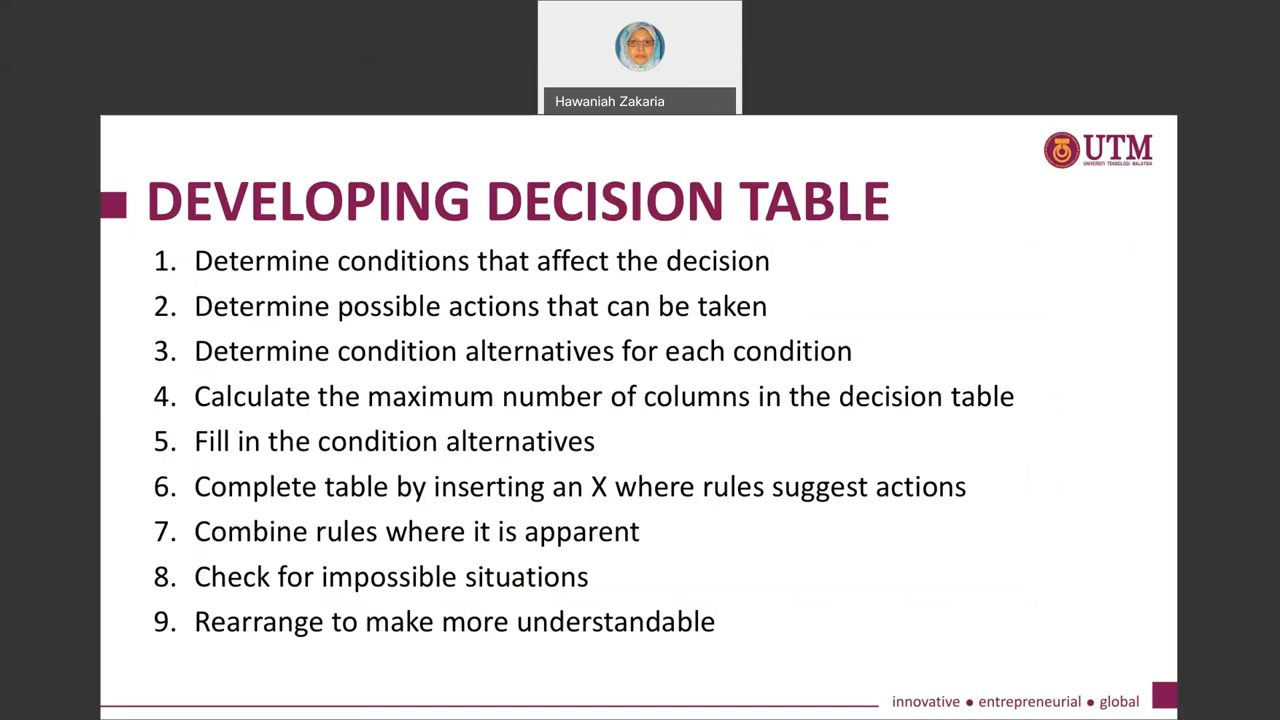 Hawaniah Zakaria
UTM
UNIVERSITI TEKNOLOGI MALAYSIA
DEVELOPING DECISION TABLE
1. Determine conditions that affect the decision
2. Determine possible actions that can be taken
3. Determine condition alternatives for each condition
4. Calculate the maximum number of columns in the decision table
5. Fill in the condition alternatives
6. Complete table by inserting an X where rules suggest actions
7. Combine rules where it is apparent
8. Check for impossible situations
9. Rearrange to make more understandable
innovative ● entrepreneurial ● global